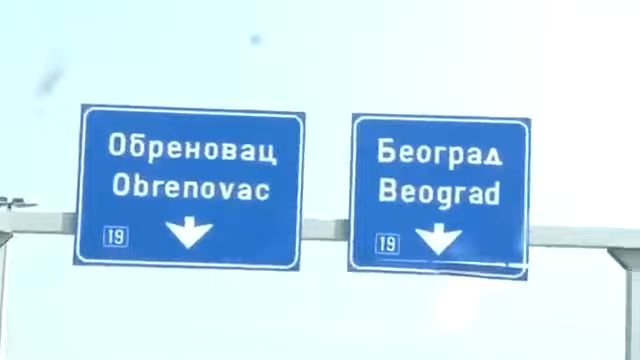 Обреновац
Obrenovac
19
Београд
Beograd
19